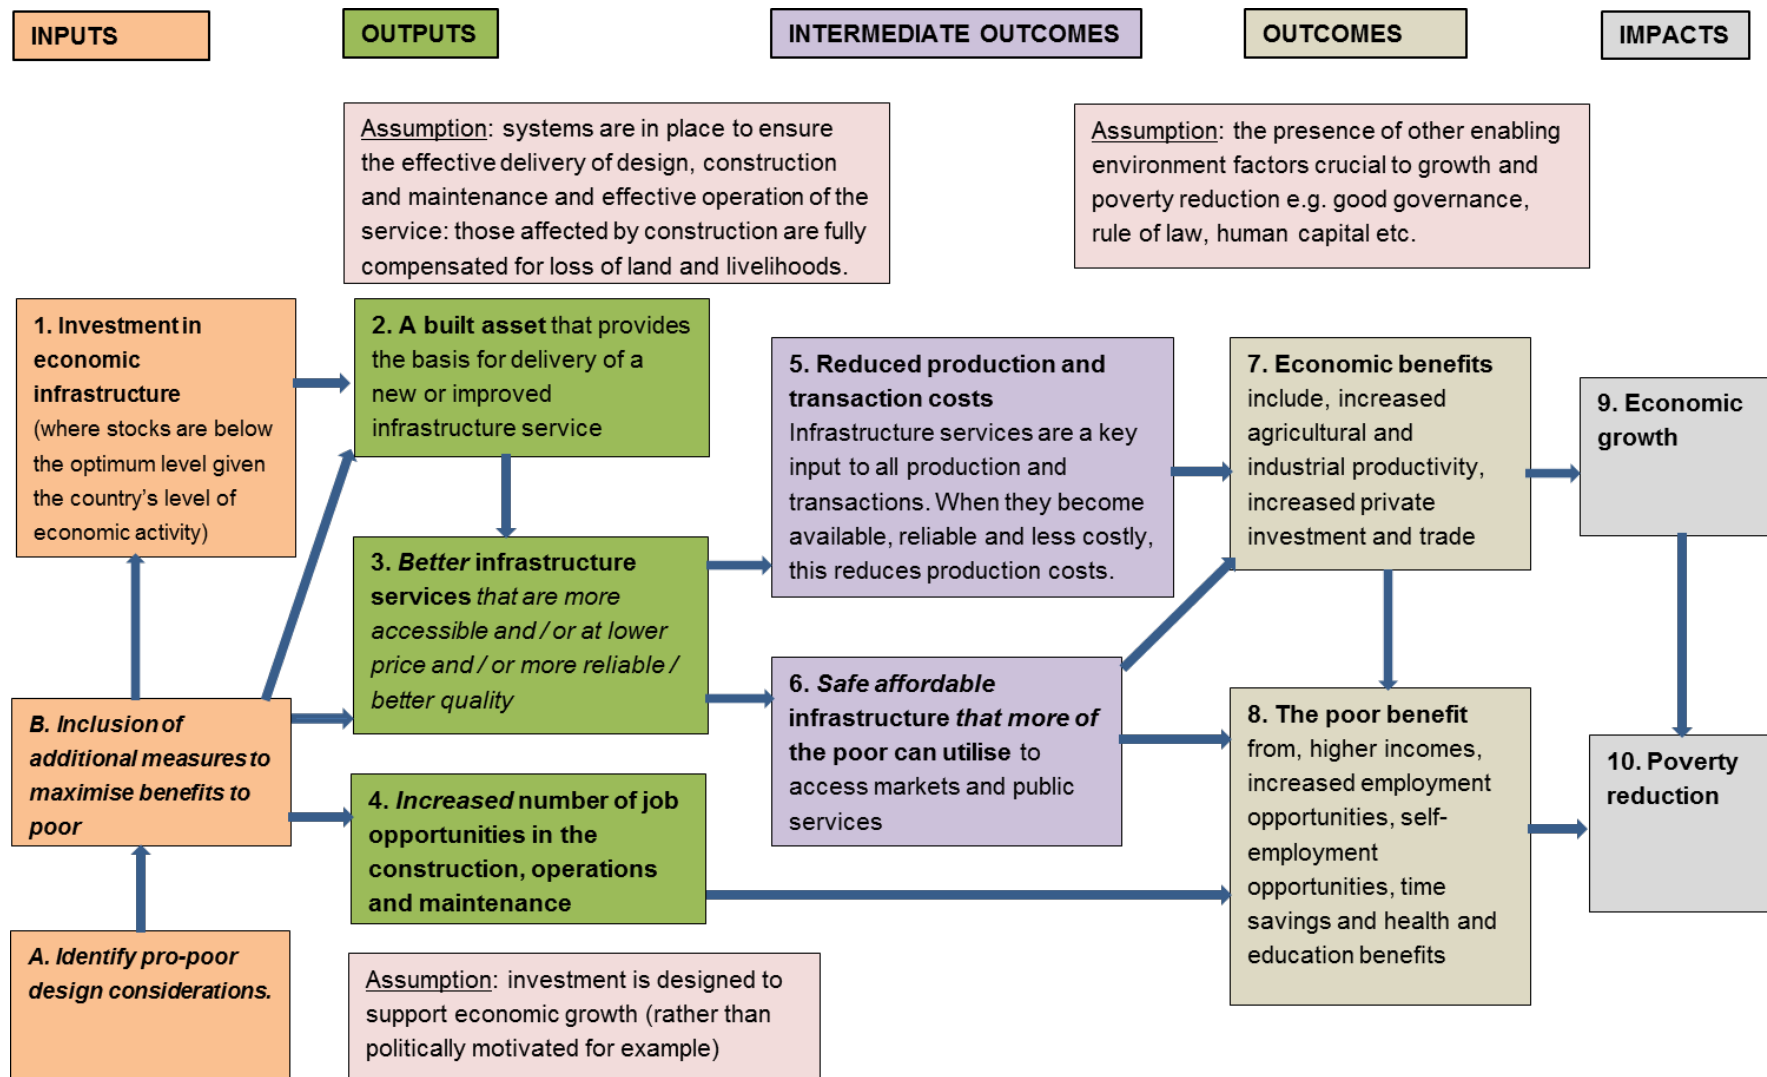 INPUTS
OUTPUTS
INTERMEDIATE OUTCOMES
OUTCOMES
IMPACTS
Assumption: systems are in place to ensure
the effective delivery of design, construction
and maintenance and effective operation of the
service: those affected by construction are fully
compensated for loss of land and livelihoods.
Assumption: the presence of other enabling
environment factors crucial to growth and
poverty reduction e.g. good governance,
rule of law, human capital etc.
1. Investment in
economic
infrastructure
(where stocks are below
the optimum level given
the country’s level of
economic activity)
B. Inclusion of
additional measures to
maximise benefits to
poor
A. Identify pro-poor
design considerations.
2. A built asset that provides
the basis for delivery of a
new or improved
infrastructure service
3. Better infrastructure
services that are more
accessible and / or at lower
price and / or more reliable /
better quality
4. Increased number of job
opportunities in the
construction, operations
and maintenance
Assumption: investment is designed to
support economic growth (rather than
politically motivated for example)
5. Reduced production and
transaction costs
Infrastructure services are a key
input to all production and
transactions. When they become
available, reliable and less costly,
this reduces production costs.
6. Safe affordable
infrastructure that more of
the poor can utilise to
access markets and public
services
7. Economic benefits
include, increased
agricultural and
industrial productivity,
increased private
investment and trade
8. The poor benefit
from, higher incomes,
increased employment
opportunities, self-
employment
opportunities, time
savings and health and
education benefits
9. Economic
growth
10. Poverty
reduction